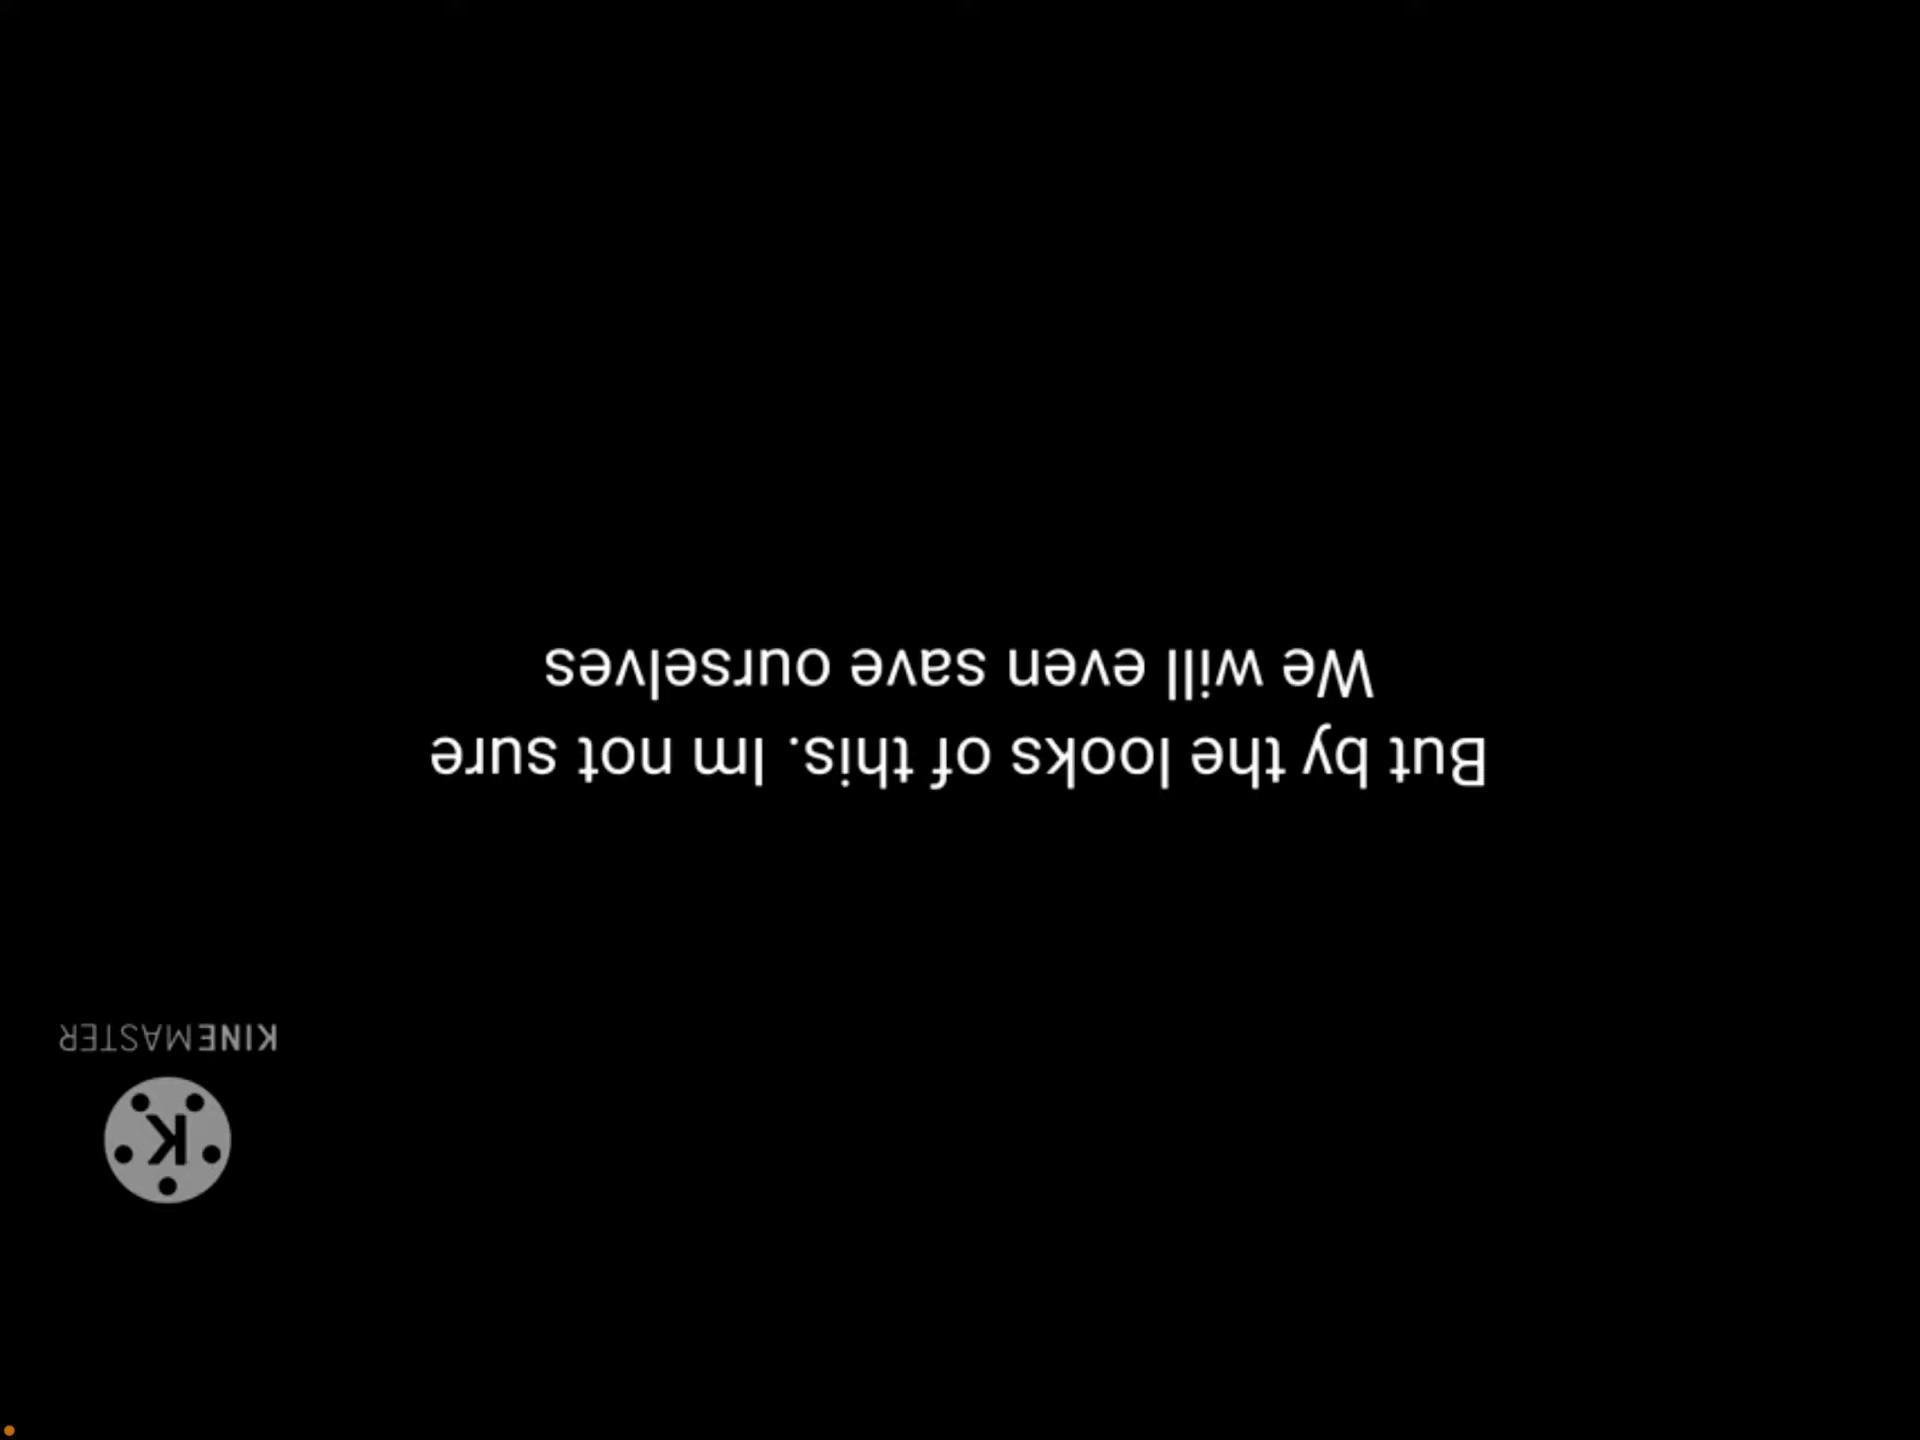 But by the looks of this. Im not sure
We will even save ourselves
KINEMASTER
K